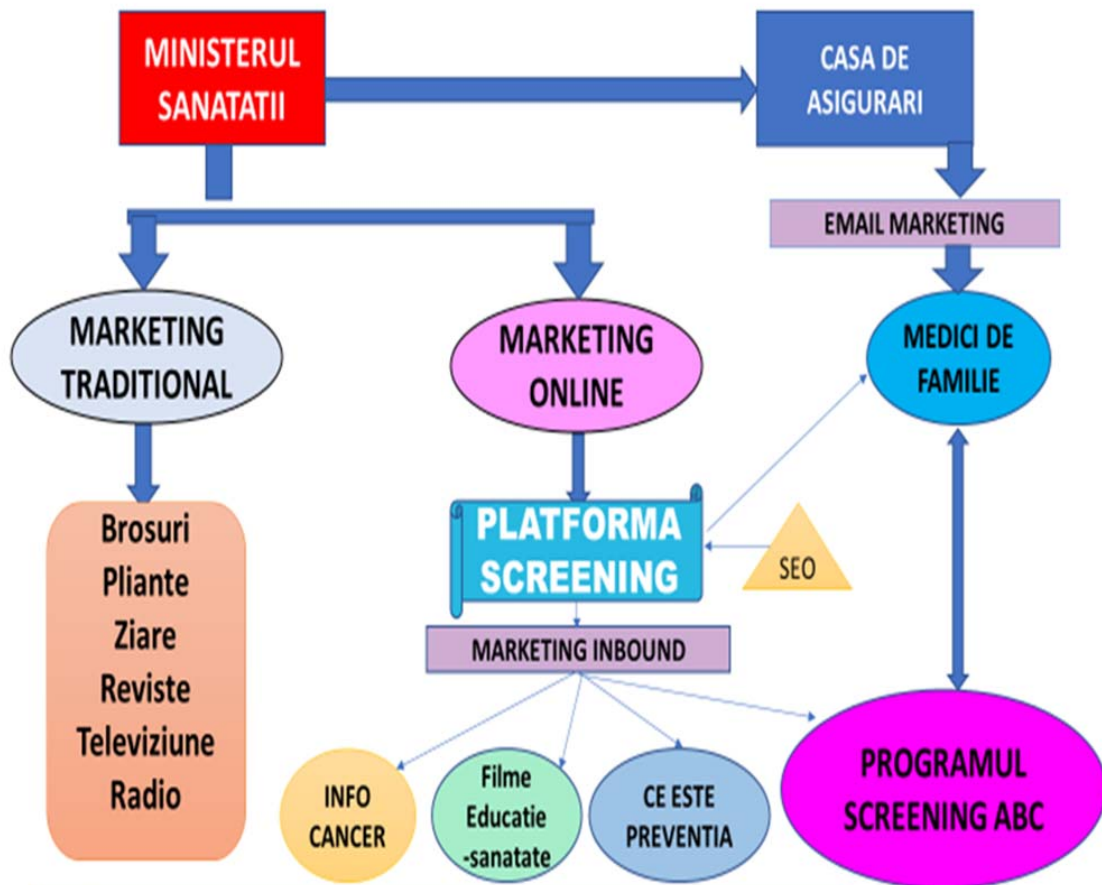 MINISTERUL
SANATATII
CASA DE
ASIGURARI
EMAIL MARKETING
MARKETING
TRADITIONAL
MARKETING
ONLINE
MEDICI DE
FAMILIE
Brosuri
Pliante
Ziare
Reviste
Televiziune
Radio
PLATFORMA
SCREENING
SEO
MARKETING INBOUND
INFO
CANCER
Filme
Educatie
-sanatate
CE ESTE
PREVENTIA
PROGRAMUL
SCREENING ABC